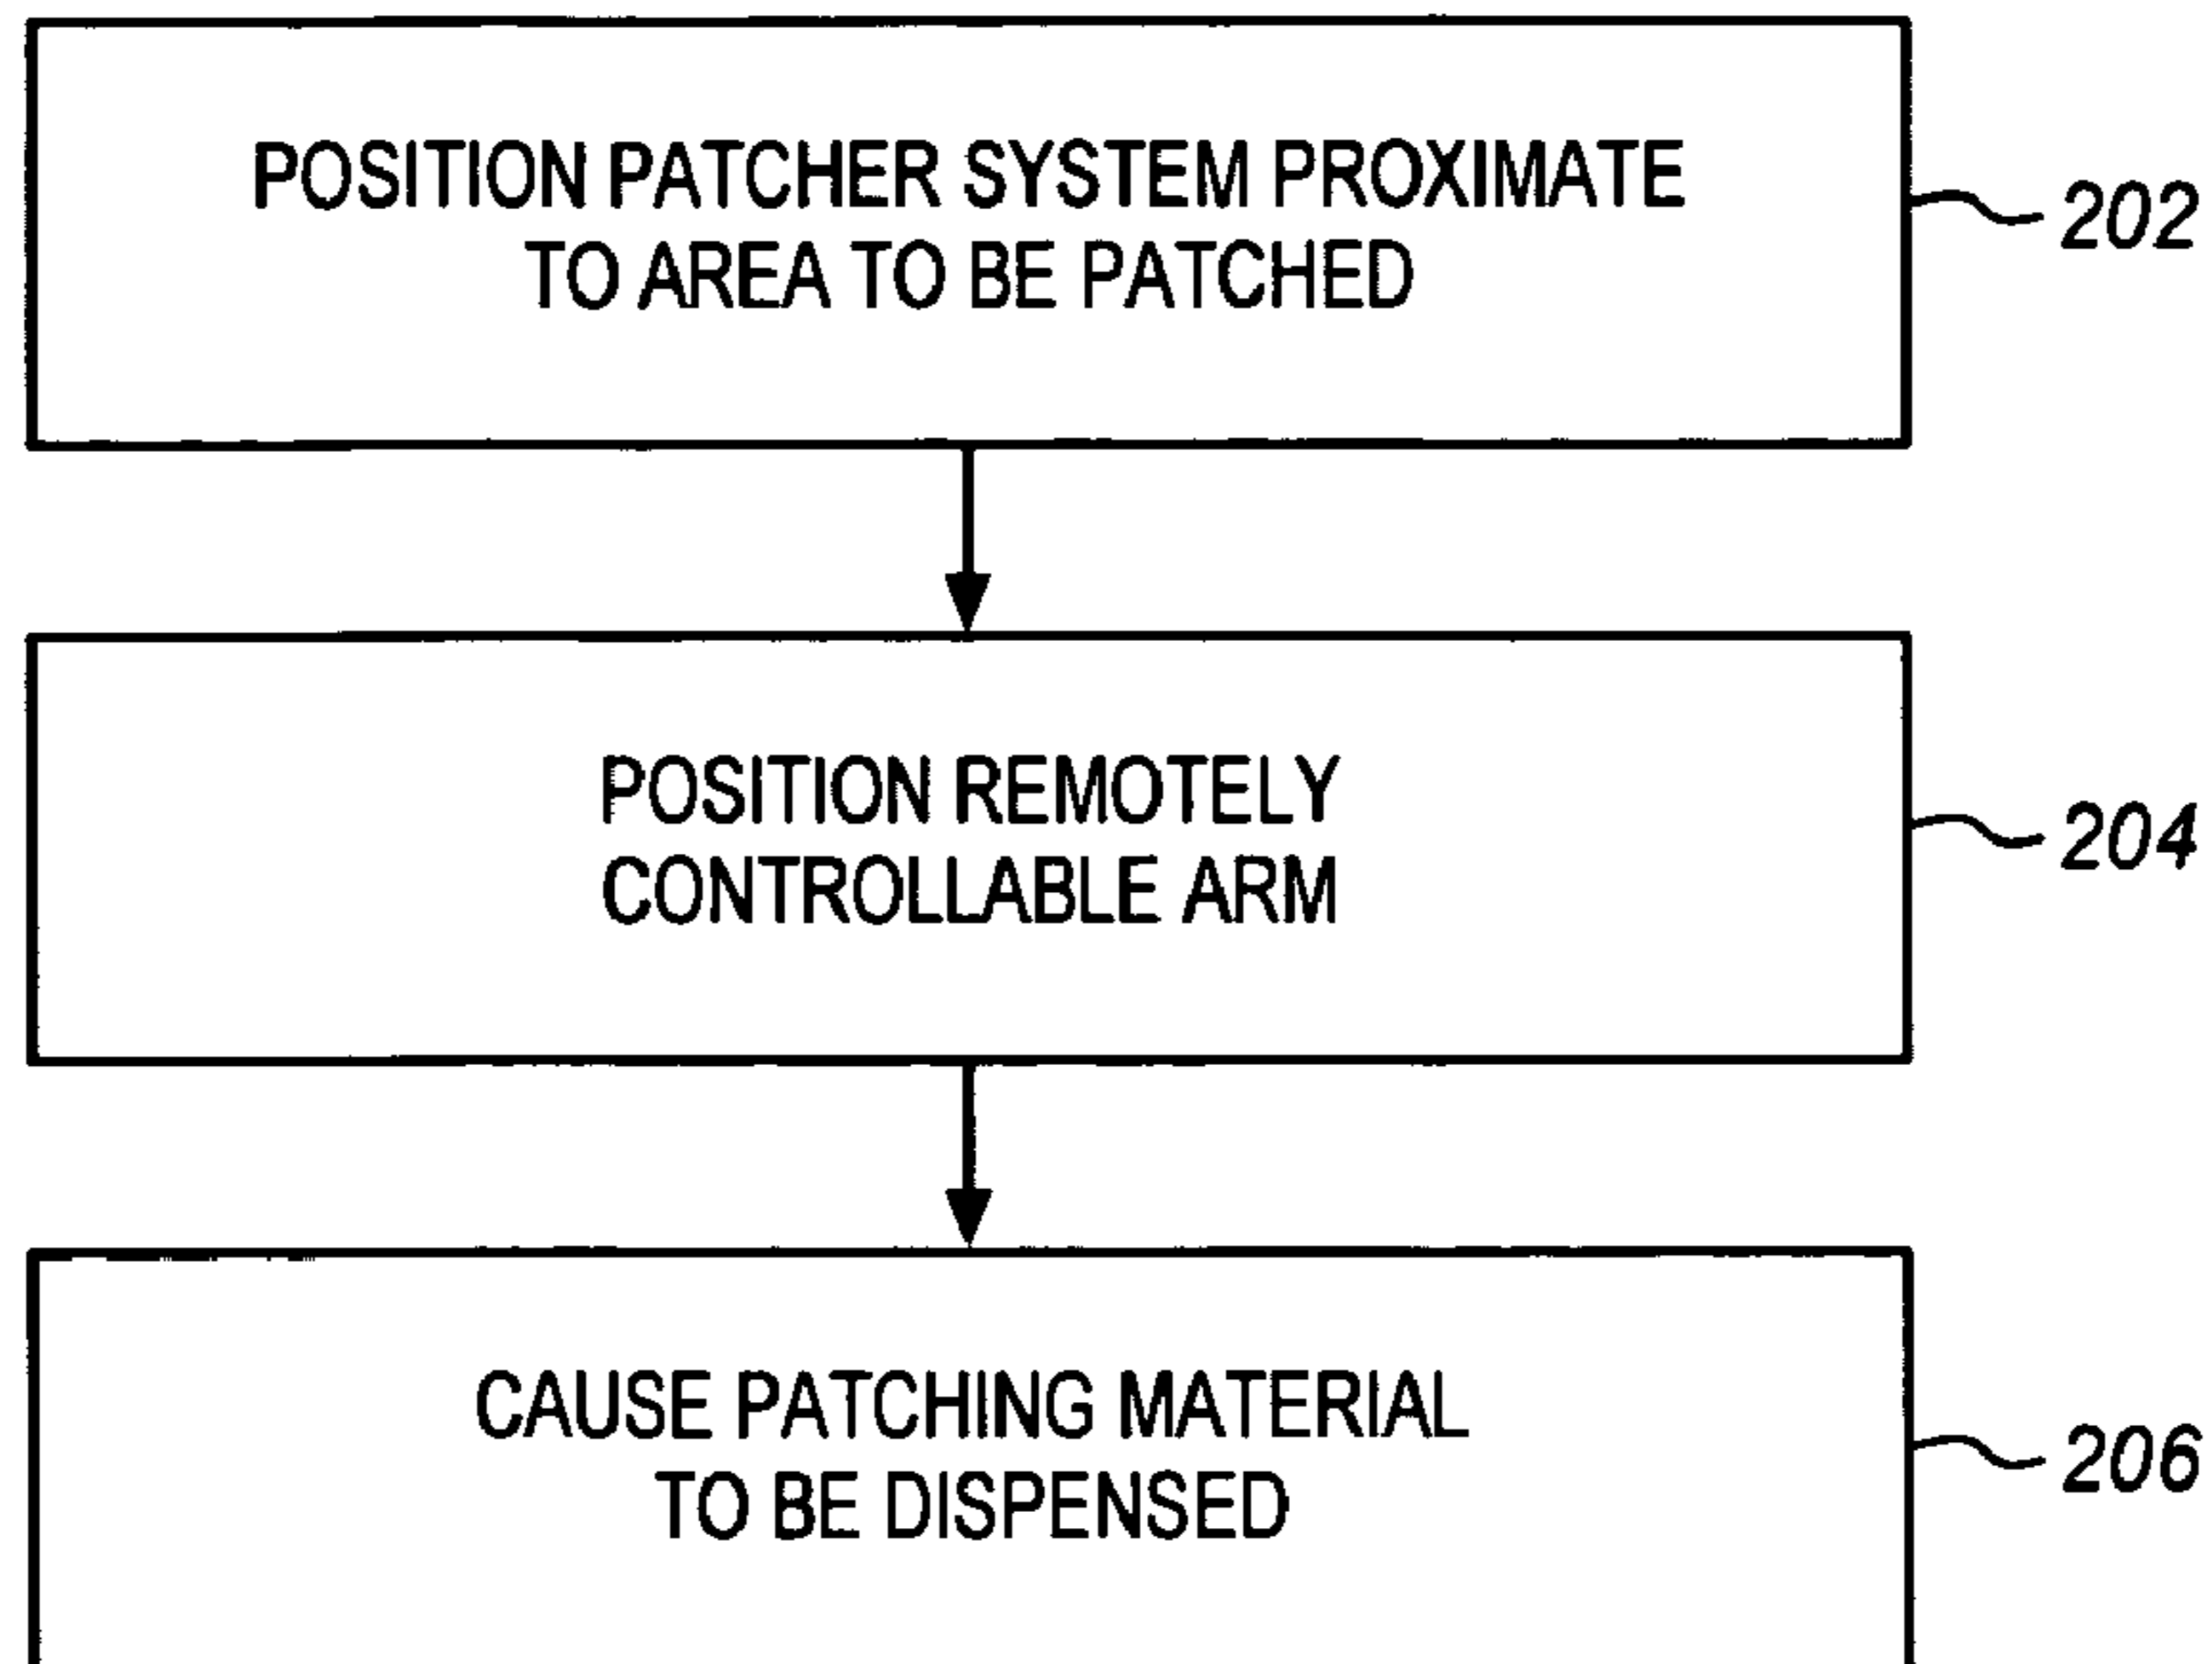 POSITION PATCHER SYSTEM PROXIMATE
TO AREA TO BE PATCHED
202
POSITION REMOTELY
CONTROLLABLE ARM
204
CAUSE PATCHING MATERIAL
TO BE DISPENSED
206